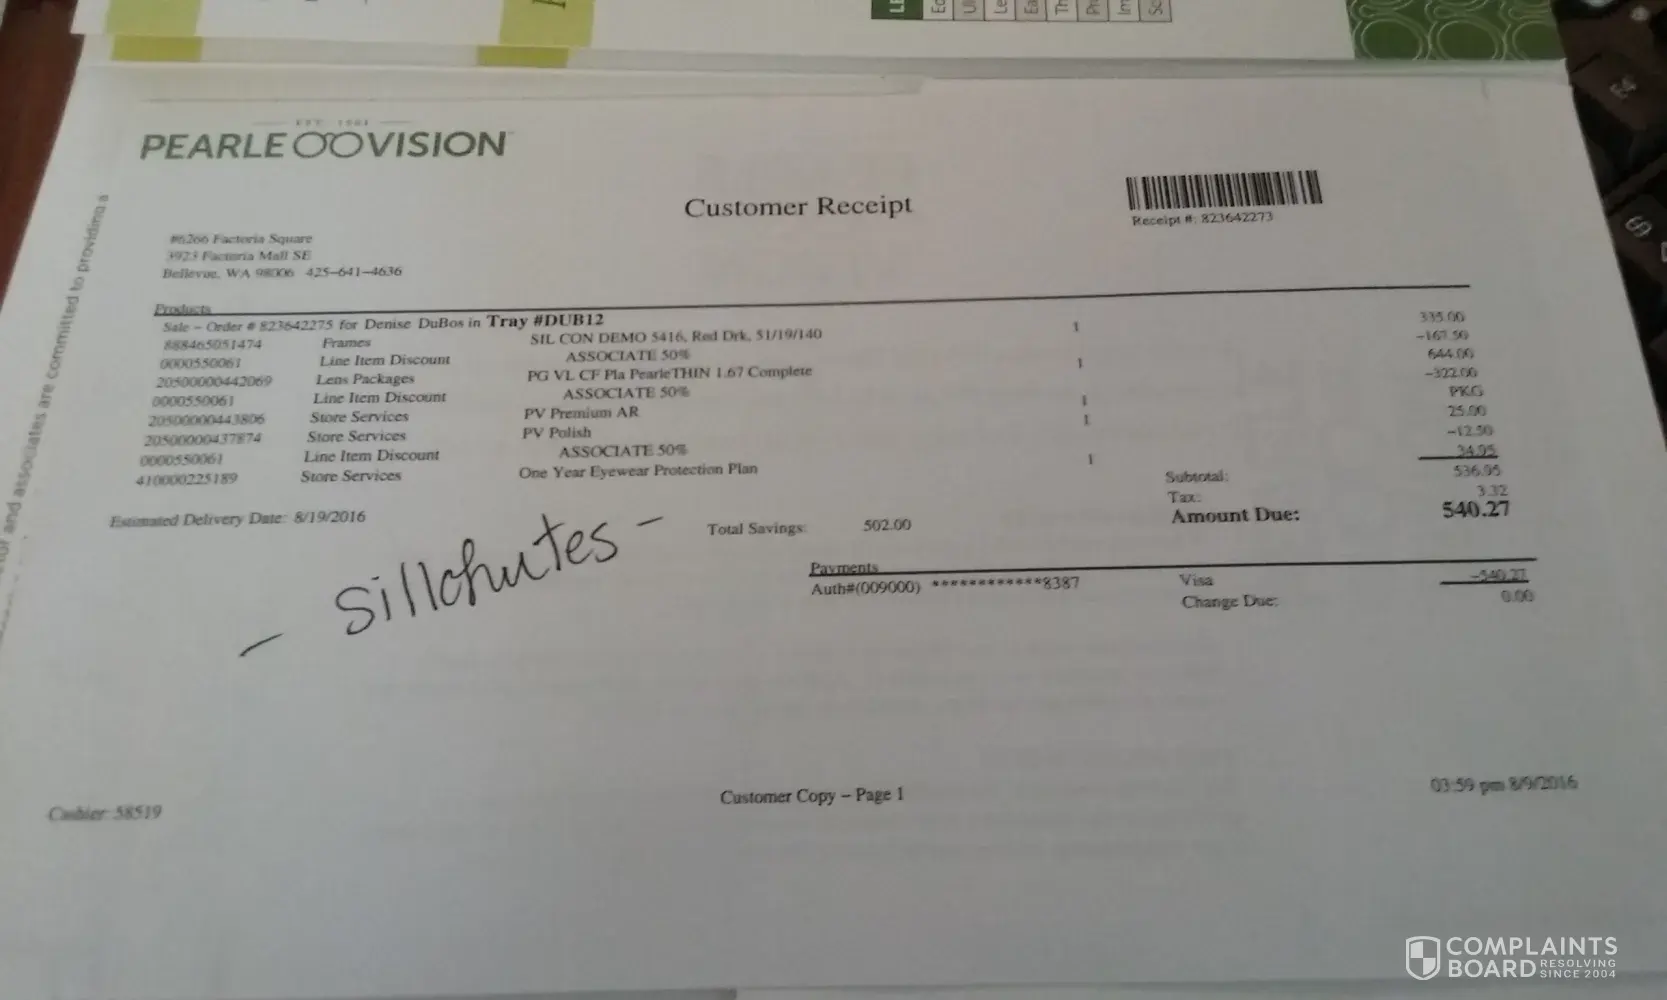 EST. 1961
PEARLE VISION
Customer Receipt
Receipt #: 823642273
#6266 Factoria Square
3923 Factoria Mall SE
Bellevue, WA 98006 425-641-4636
Products
Sale - Order # 823642275 for Denise DuBos in Tray #DUB12
888465051474 Frames SIL CON DEMO 5416, Red Drk, 51/19/140 1 335.00
0000550061 Line Item Discount ASSOCIATE 50% -167.50
20500000442069 Lens Packages PG VL CF Pla PearleTHIN 1.67 Complete 1 644.00
0000550061 Line Item Discount ASSOCIATE 50% -322.00
20500000443806 Store Services PV Premium AR 1 PKG
20500000437874 Store Services PV Polish 1 25.00
0000550061 Line Item Discount ASSOCIATE 50% -12.50
410000225189 Store Services One Year Eyewear Protection Plan 1 34.95
Subtotal: 536.95
Tax: 3.32
Amount Due: 540.27
Estimated Delivery Date: 8/19/2016
Total Savings: 502.00
Payments
Auth#(009000) ************8387 Visa -540.27
Change Due: 0.00
Customer Copy - Page 1
Cashier: 58519
03:59 pm 8/9/2016
and associates are committed to providing a
COMPLAINTS
BOARD RESOLVING
SINCE 2004